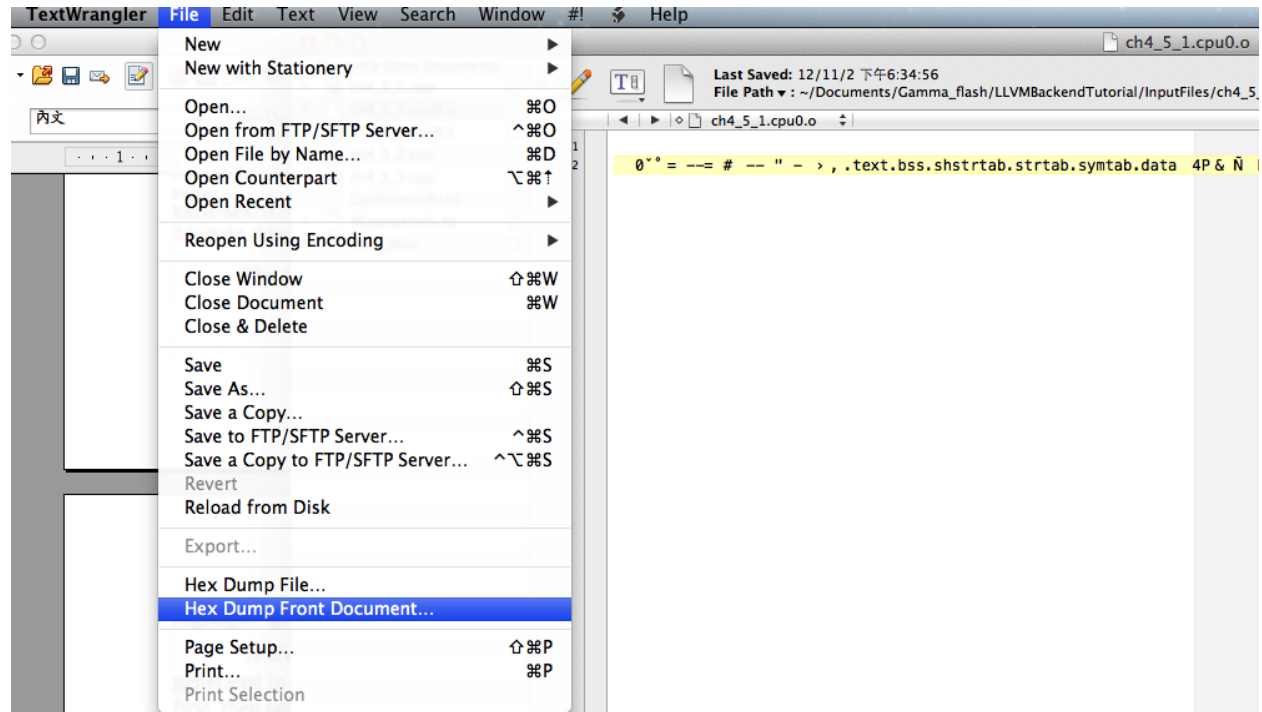 TextWrangler File Edit Text View Search Window #! Help
ch4_5_1.cpu0.o
New
New with Stationery
Last Saved: 12/11/2 下午6:34:56
File Path ▾ : ~/Documents/Gamma_flash/LLVMBackendTutorial/InputFiles/ch4_5_
內文
Open... ⌘O
Open from FTP/SFTP Server... ^⌘O
Open File by Name... ⌘D
Open Counterpart ⌥⌘↑
Open Recent
ch4_5_1.cpu0.o
1
1
2
0ˇ°= --= # -- " - ›,.text.bss.shstrtab.strtab.symtab.data 4P& Ñ
Reopen Using Encoding
Close Window ⇧⌘W
Close Document ⌘W
Close & Delete
Save ⌘S
Save As... ⇧⌘S
Save a Copy...
Save to FTP/SFTP Server... ^⌘S
Save a Copy to FTP/SFTP Server... ^⌥⌘S
Revert
Reload from Disk
Export...
Hex Dump File...
Hex Dump Front Document...
Page Setup... ⇧⌘P
Print... ⌘P
Print Selection